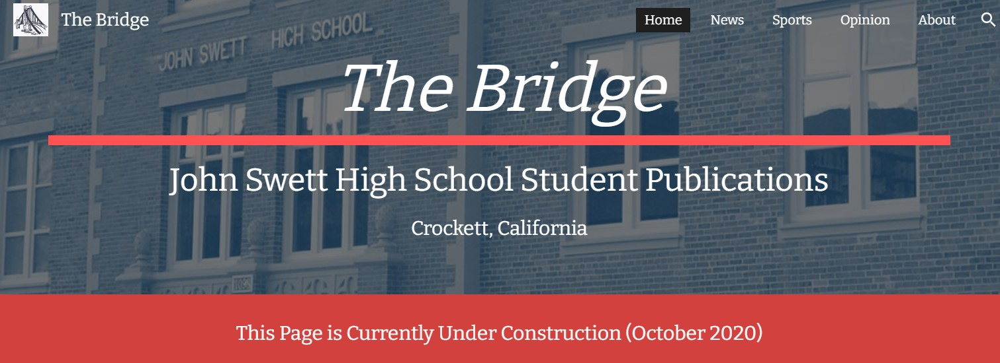 The Bridge
Home News Sports Opinion About
JOHN SWETT HIGH SCHOOL
The Bridge
John Swett High School Student Publications
Crockett, California
This Page is Currently Under Construction (October 2020)